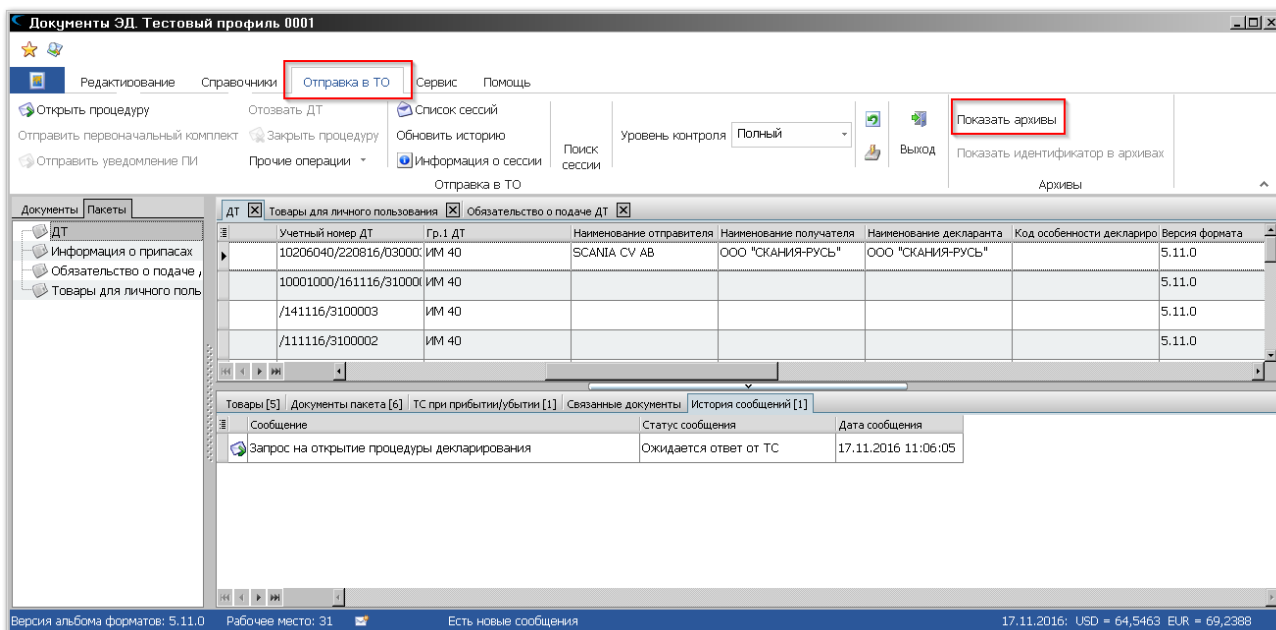 Документы ЭД. Тестовый профиль 0001
Редактирование Справочники Отправка в ТО Сервис Помощь
Открыть процедуру Отозвать ДТ Список сессий
Отправить первоначальный комплект Закрыть процедуру Обновить историю
Отправить уведомление ПИ Прочие операции Информация о сессии
Поиск сессии
Уровень контроля Полный
Выход
Показать архивы
Показать идентификатор в архивах
Отправка в ТО Архивы
Документы Пакеты
ДТ
Информация о припасах
Обязательство о подаче
Товары для личного поль
ДТ Товары для личного пользования Обязательство о подаче ДТ
Учетный номер ДТ Гр.1 ДТ Наименование отправителя Наименование получателя Наименование декларанта Код особенности деклариро Версия формата
10206040/220816/03000 ИМ 40 SCANIA CV AB ООО "СКАНИЯ-РУСЬ" ООО "СКАНИЯ-РУСЬ" 5.11.0
10001000/161116/31000 ИМ 40 5.11.0
/141116/3100003 ИМ 40 5.11.0
/111116/3100002 ИМ 40 5.11.0
Товары [5] Документы пакета [6] ТС при прибытии/убытии [1] Связанные документы История сообщений [1]
Сообщение Статус сообщения Дата сообщения
Запрос на открытие процедуры декларирования Ожидается ответ от ТС 17.11.2016 11:06:05
Версия альбома форматов: 5.11.0 Рабочее место: 31 Есть новые сообщения 17.11.2016: USD = 64,5463 EUR = 69,2388